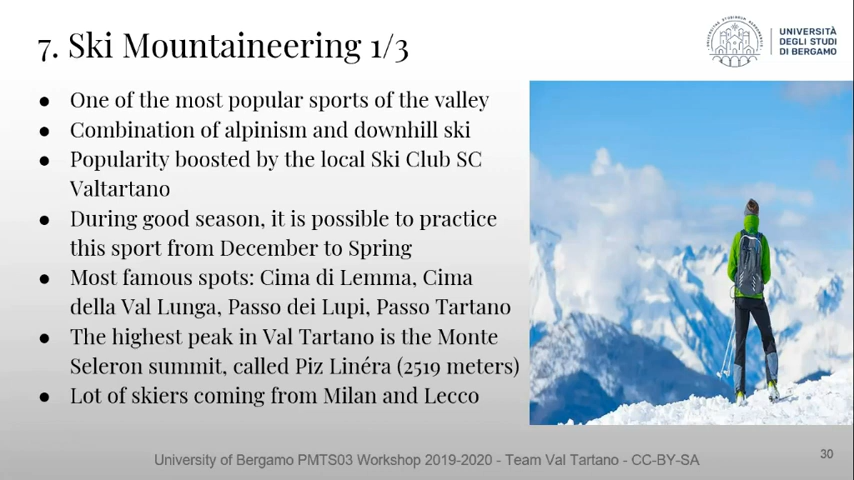 7. Ski Mountaineering 1/3
UNIVERSITÀ
DEGLI STUDI
DI BERGAMO
● One of the most popular sports of the valley
● Combination of alpinism and downhill ski
● Popularity boosted by the local Ski Club SC
Valtartano
● During good season, it is possible to practice
this sport from December to Spring
● Most famous spots: Cima di Lemma, Cima
della Val Lunga, Passo dei Lupi, Passo Tartano
● The highest peak in Val Tartano is the Monte
Seleron summit, called Piz Linéra (2519 meters)
● Lot of skiers coming from Milan and Lecco
University of Bergamo PMTS03 Workshop 2019-2020 - Team Val Tartano - CC-BY-SA
30